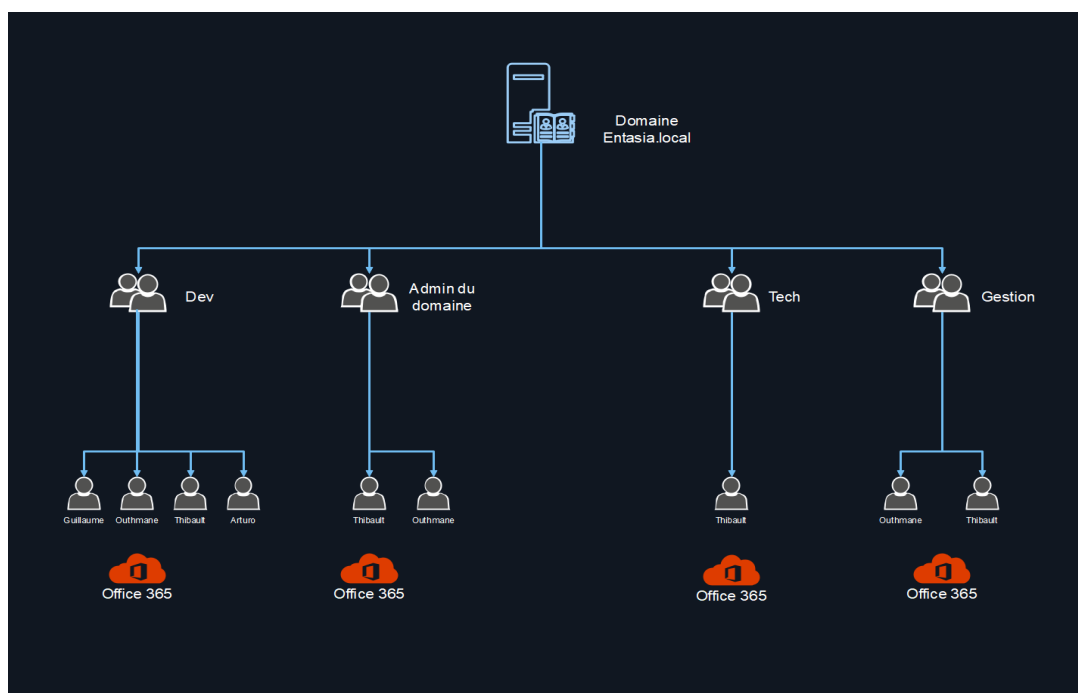 Domaine
Entasia.local
Dev
Admin du
domaine
Tech
Gestion
Guillaume
Outhmane
Thibault
Arturo
Thibault
Outhmane
Thibault
Outhmane
Thibault
Office 365
Office 365
Office 365
Office 365